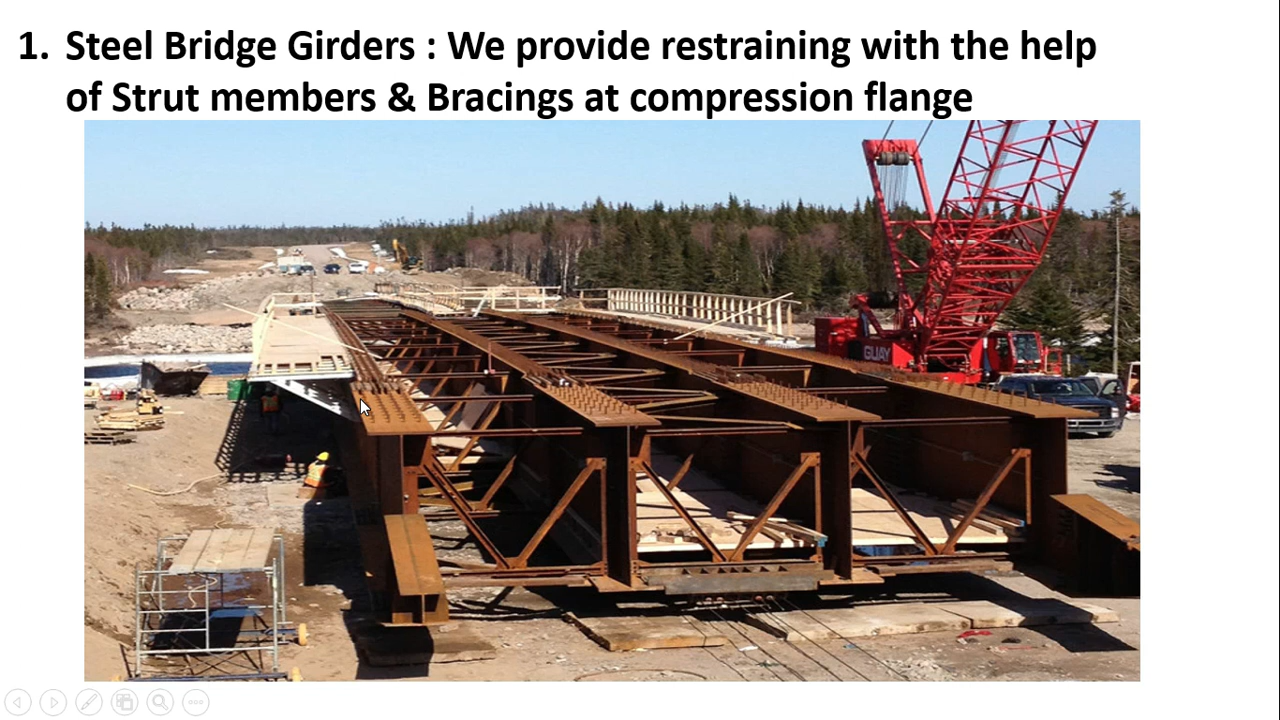 1. Steel Bridge Girders : We provide restraining with the help
of Strut members & Bracings at compression flange
GUAY